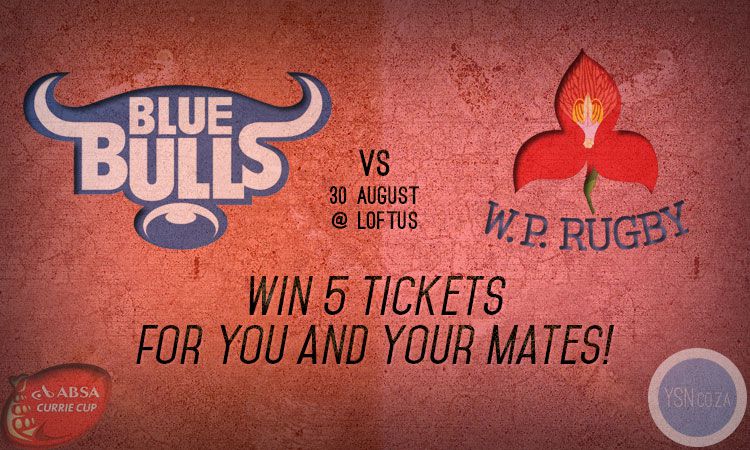 BLUE
BULLS
VS
30 AUGUST
@ LOFTUS
W.P. RUGBY
WIN 5 TICKETS
FOR YOU AND YOUR MATES!
ABSA
CURRIE CUP
YSN.CO.ZA